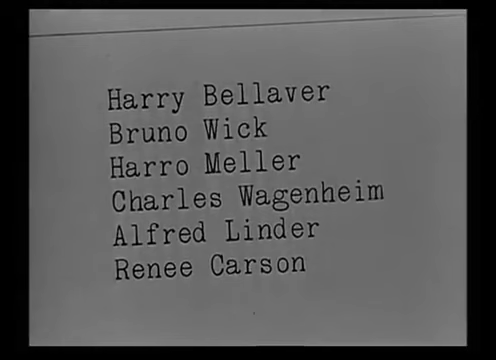 Harry Bellaver
Bruno Wick
Harro Meller
Charles Wagenheim
Alfred Linder
Renee Carson